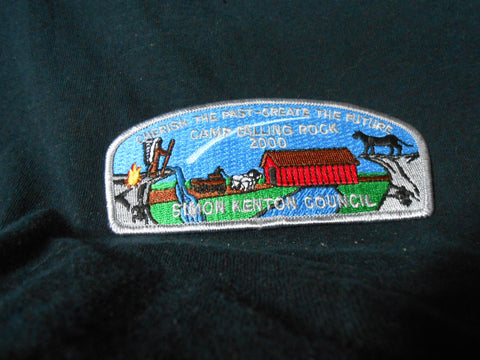 CHERISH THE PAST-CREATE THE FUTURE
CAMP FALLING ROCK
2000
SIMON KENTON COUNCIL